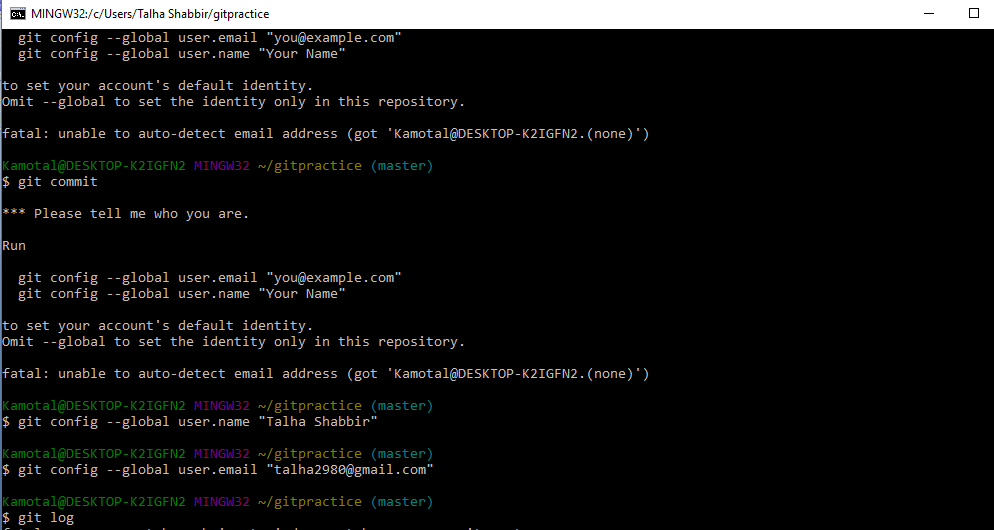 MINGW32:/c/Users/Talha Shabbir/gitpractice
git config --global user.email "you@example.com"
git config --global user.name "Your Name"
to set your account's default identity.
Omit --global to set the identity only in this repository.
fatal: unable to auto-detect email address (got 'Kamotal@DESKTOP-K2IGFN2.(none)')
Kamotal@DESKTOP-K2IGFN2 MINGW32 ~/gitpractice (master)
$ git commit
*** Please tell me who you are.
Run
git config --global user.email "you@example.com"
git config --global user.name "Your Name"
to set your account's default identity.
Omit --global to set the identity only in this repository.
fatal: unable to auto-detect email address (got 'Kamotal@DESKTOP-K2IGFN2.(none)')
Kamotal@DESKTOP-K2IGFN2 MINGW32 ~/gitpractice (master)
$ git config --global user.name "Talha Shabbir"
Kamotal@DESKTOP-K2IGFN2 MINGW32 ~/gitpractice (master)
$ git config --global user.email "talha2980@gmail.com"
Kamotal@DESKTOP-K2IGFN2 MINGW32 ~/gitpractice (master)
$ git log